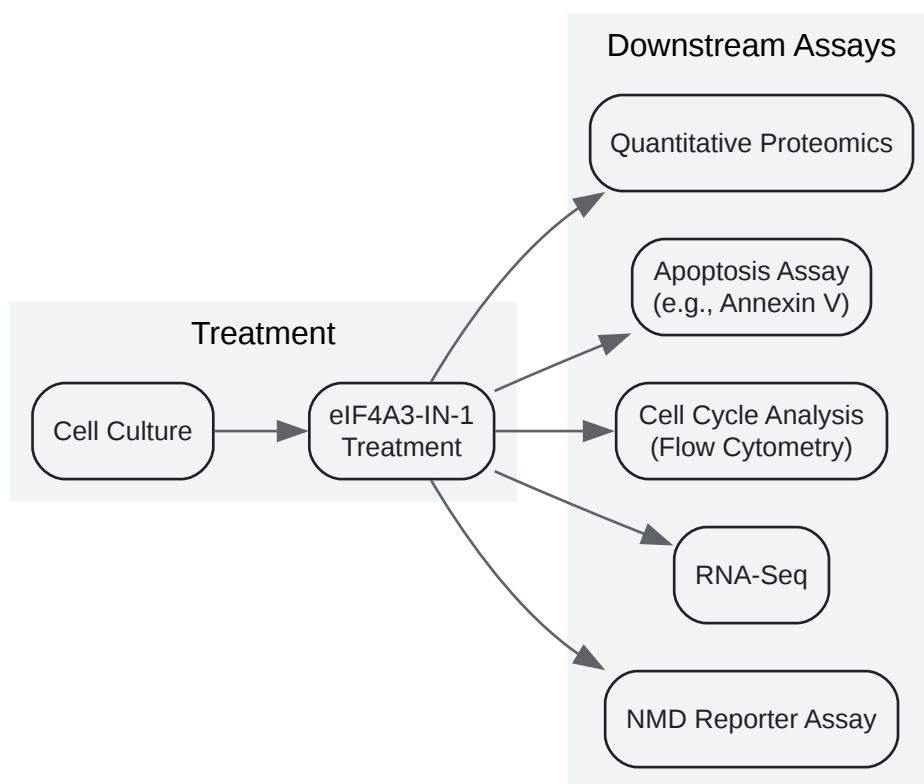 Treatment
Cell Culture
eIF4A3-IN-1
Treatment
Downstream Assays
Quantitative Proteomics
Apoptosis Assay
(e.g., Annexin V)
Cell Cycle Analysis
(Flow Cytometry)
RNA-Seq
NMD Reporter Assay